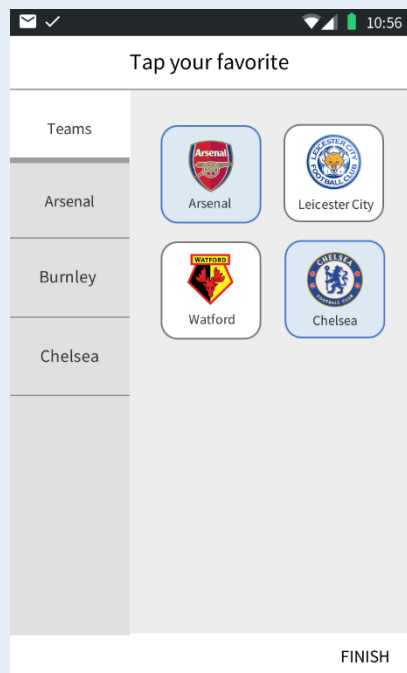 10:56
Tap your favorite
Teams
Arsenal
Burnley
Chelsea
Arsenal
Arsenal
LEICESTER CITY
FOOTBALL CLUB
Leicester City
WATFORD
Watford
CHELSEA
FOOTBALL CLUB
Chelsea
FINISH